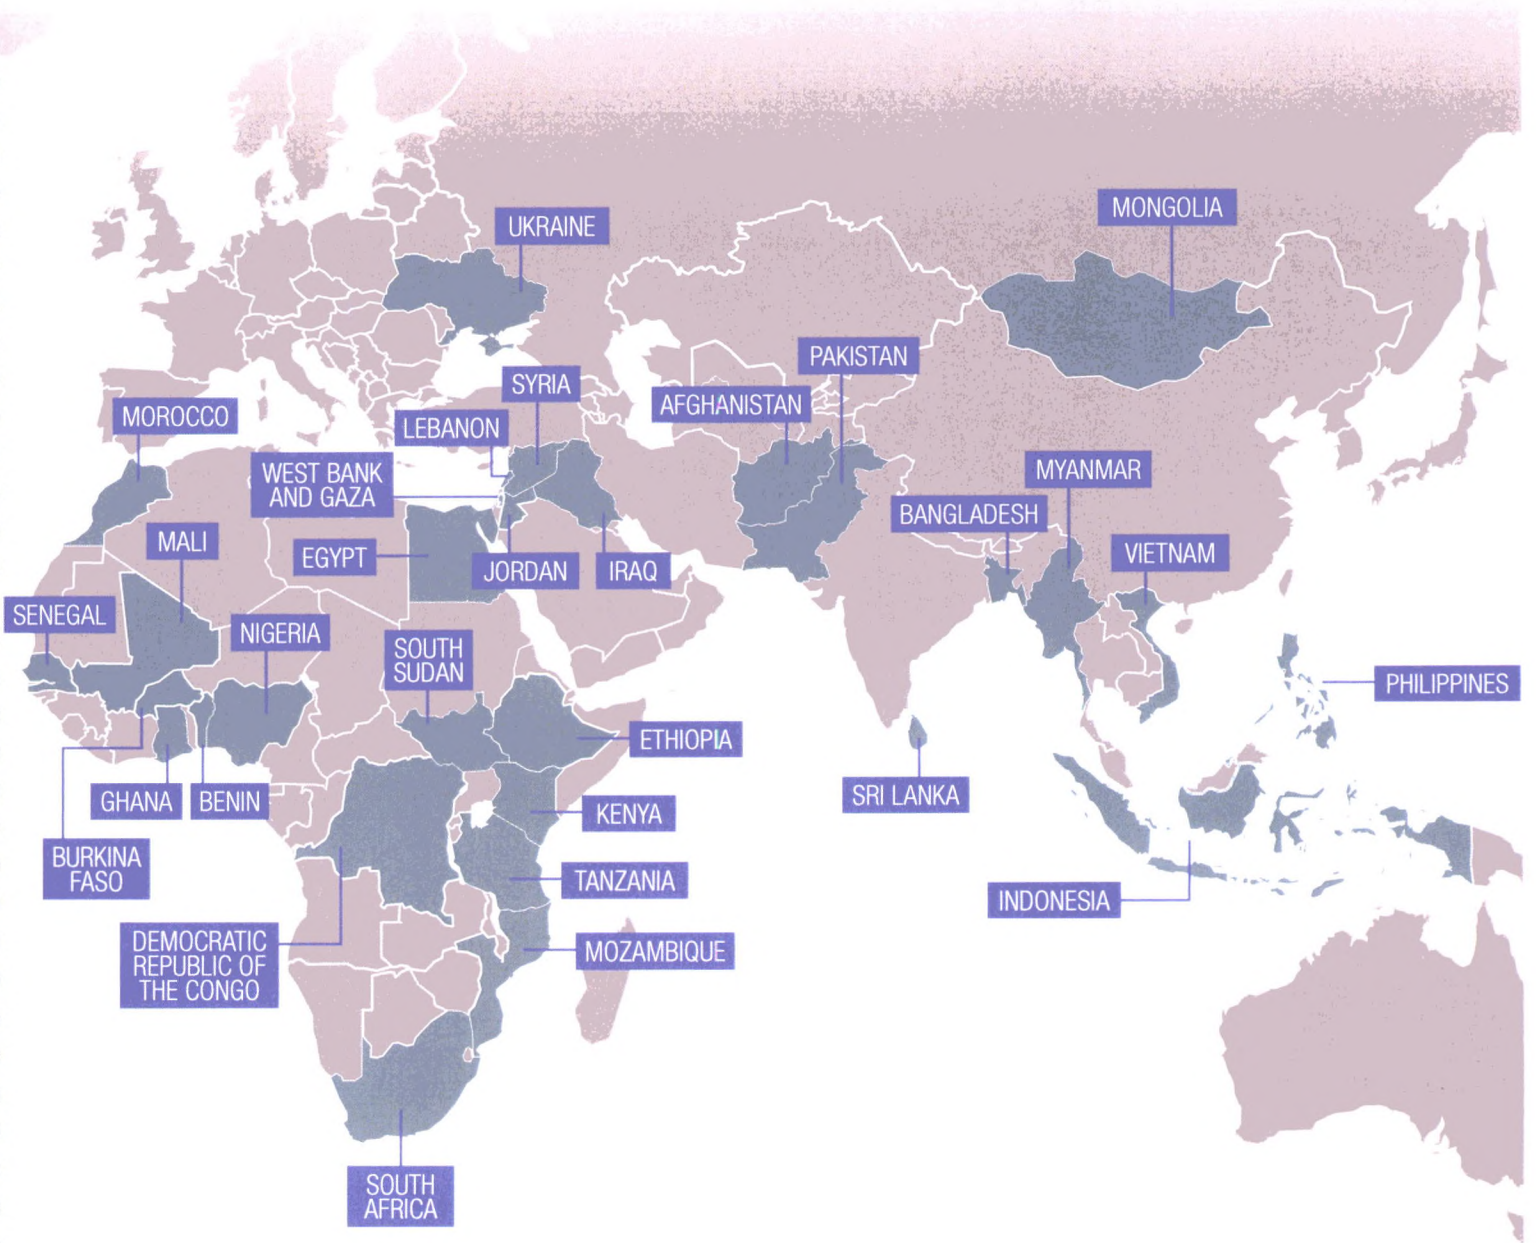 MONGOLIA
UKRAINE
PAKISTAN
SYRIA
AFGHANISTAN
MOROCCO
LEBANON
WEST BANK
AND GAZA
MYANMAR
BANGLADESH
MALI
EGYPT
JORDAN
IRAQ
VIETNAM
SENEGAL
NIGERIA
SOUTH
SUDAN
PHILIPPINES
ETHIOPIA
GHANA
BENIN
KENYA
SRI LANKA
BURKINA
FASO
TANZANIA
INDONESIA
DEMOCRATIC
REPUBLIC OF
THE CONGO
MOZAMBIQUE
SOUTH
AFRICA